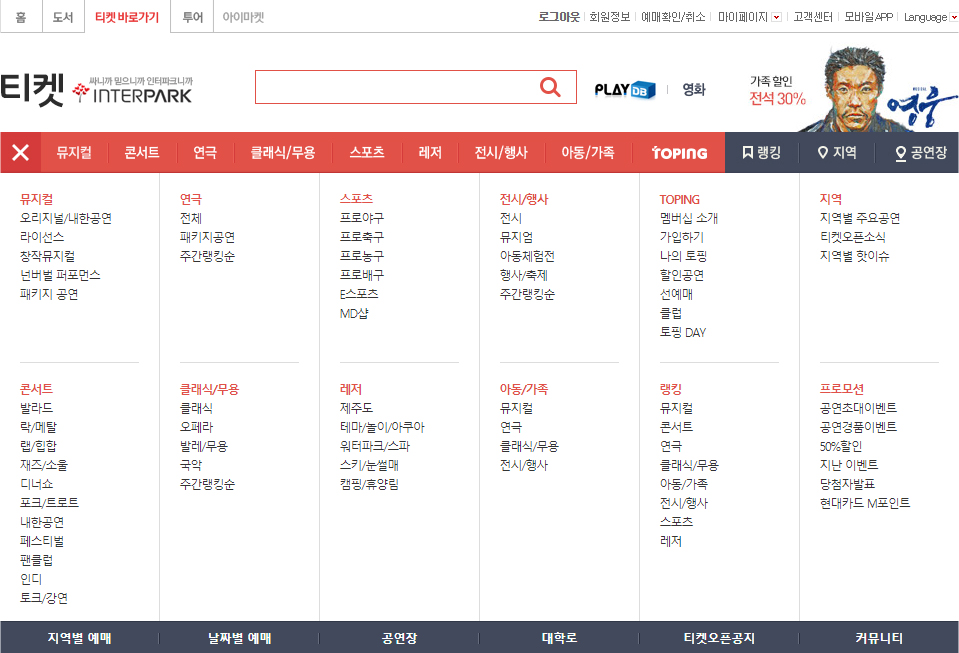 홈 도서 티켓 바로가기 투어 아이마켓
로그아웃 회원정보 예매확인/취소 마이페이지 고객센터 모바일 APP Language
티켓
싸니까 믿으니까 인터파크니까
INTERPARK
PLAY DB 영화
가족 할인
전석 30%
영웅
뮤지컬 콘서트 연극 클래식/무용 스포츠 레저 전시/행사 아동/가족 TOPING 랭킹 지역 공연장
뮤지컬
오리지널/내한공연
라이선스
창작뮤지컬
넌버벌 퍼포먼스
패키지 공연
연극
전체
패키지공연
주간랭킹순
스포츠
프로야구
프로축구
프로농구
프로배구
E스포츠
MD샵
전시/행사
전시
뮤지엄
아동체험전
행사/축제
주간랭킹순
TOPING
멤버십 소개
가입하기
나의 토핑
할인공연
선예매
클럽
토핑 DAY
지역
지역별 주요공연
티켓오픈소식
지역별 핫이슈
콘서트
발라드
락/메탈
랩/힙합
재즈/소울
디너쇼
포크/트로트
내한공연
페스티벌
팬클럽
인디
토크/강연
클래식/무용
클래식
오페라
발레/무용
국악
주간랭킹순
레저
제주도
테마/놀이/아쿠아
워터파크/스파
스키/눈썰매
캠핑/휴양림
아동/가족
뮤지컬
연극
클래식/무용
전시/행사
랭킹
뮤지컬
콘서트
연극
클래식/무용
아동/가족
전시/행사
스포츠
레저
프로모션
공연초대이벤트
공연경품이벤트
50%할인
지난 이벤트
당첨자발표
현대카드 M포인트
지역별 예매 날짜별 예매 공연장 대학로 티켓오픈공지 커뮤니티